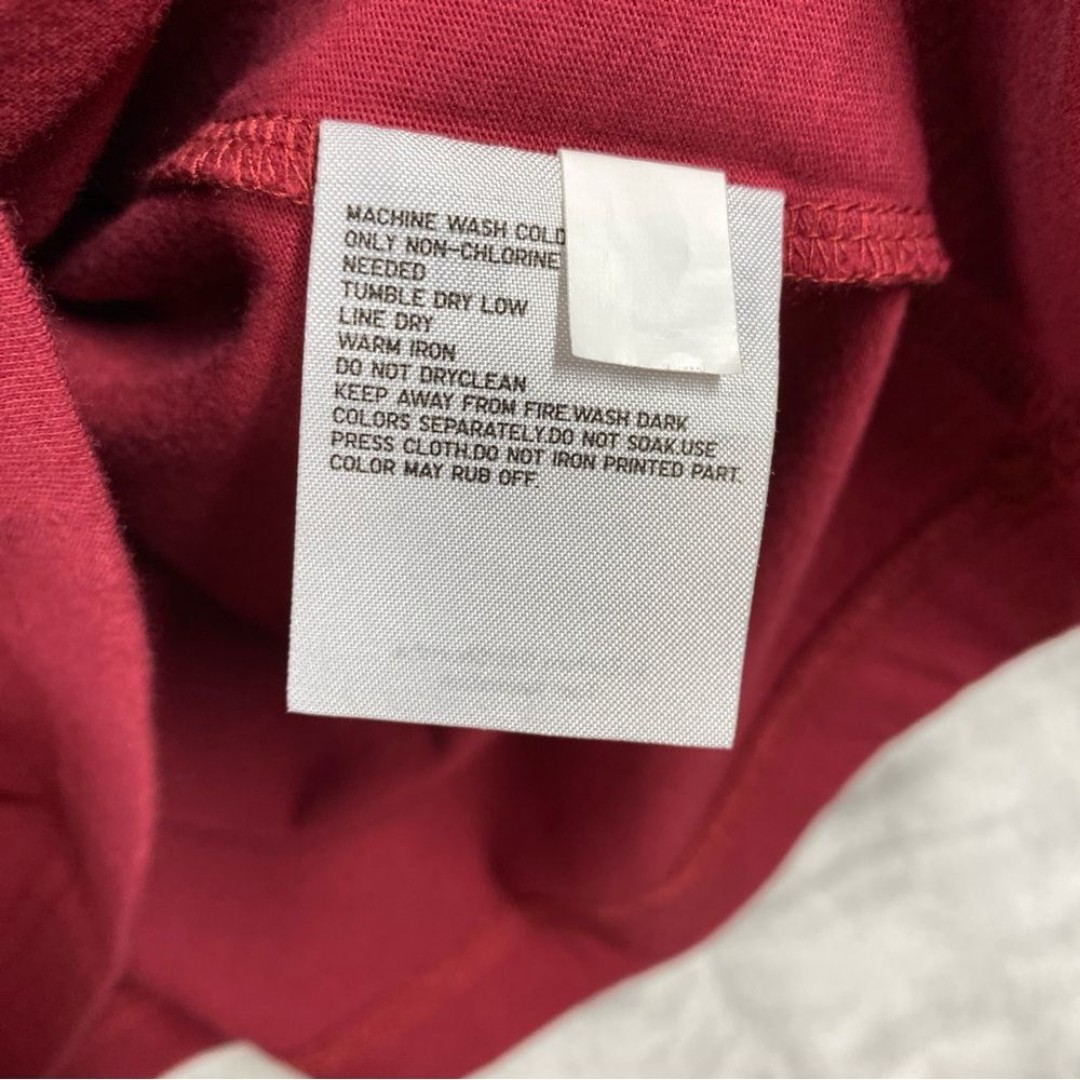 MACHINE WASH COLD
ONLY NON-CHLORINE
NEEDED
TUMBLE DRY LOW
LINE DRY
WARM IRON
DO NOT DRYCLEAN
KEEP AWAY FROM FIRE.WASH DARK
COLORS SEPARATELY.DO NOT SOAK.USE
PRESS CLOTH.DO NOT IRON PRINTED PART.
COLOR MAY RUB OFF.